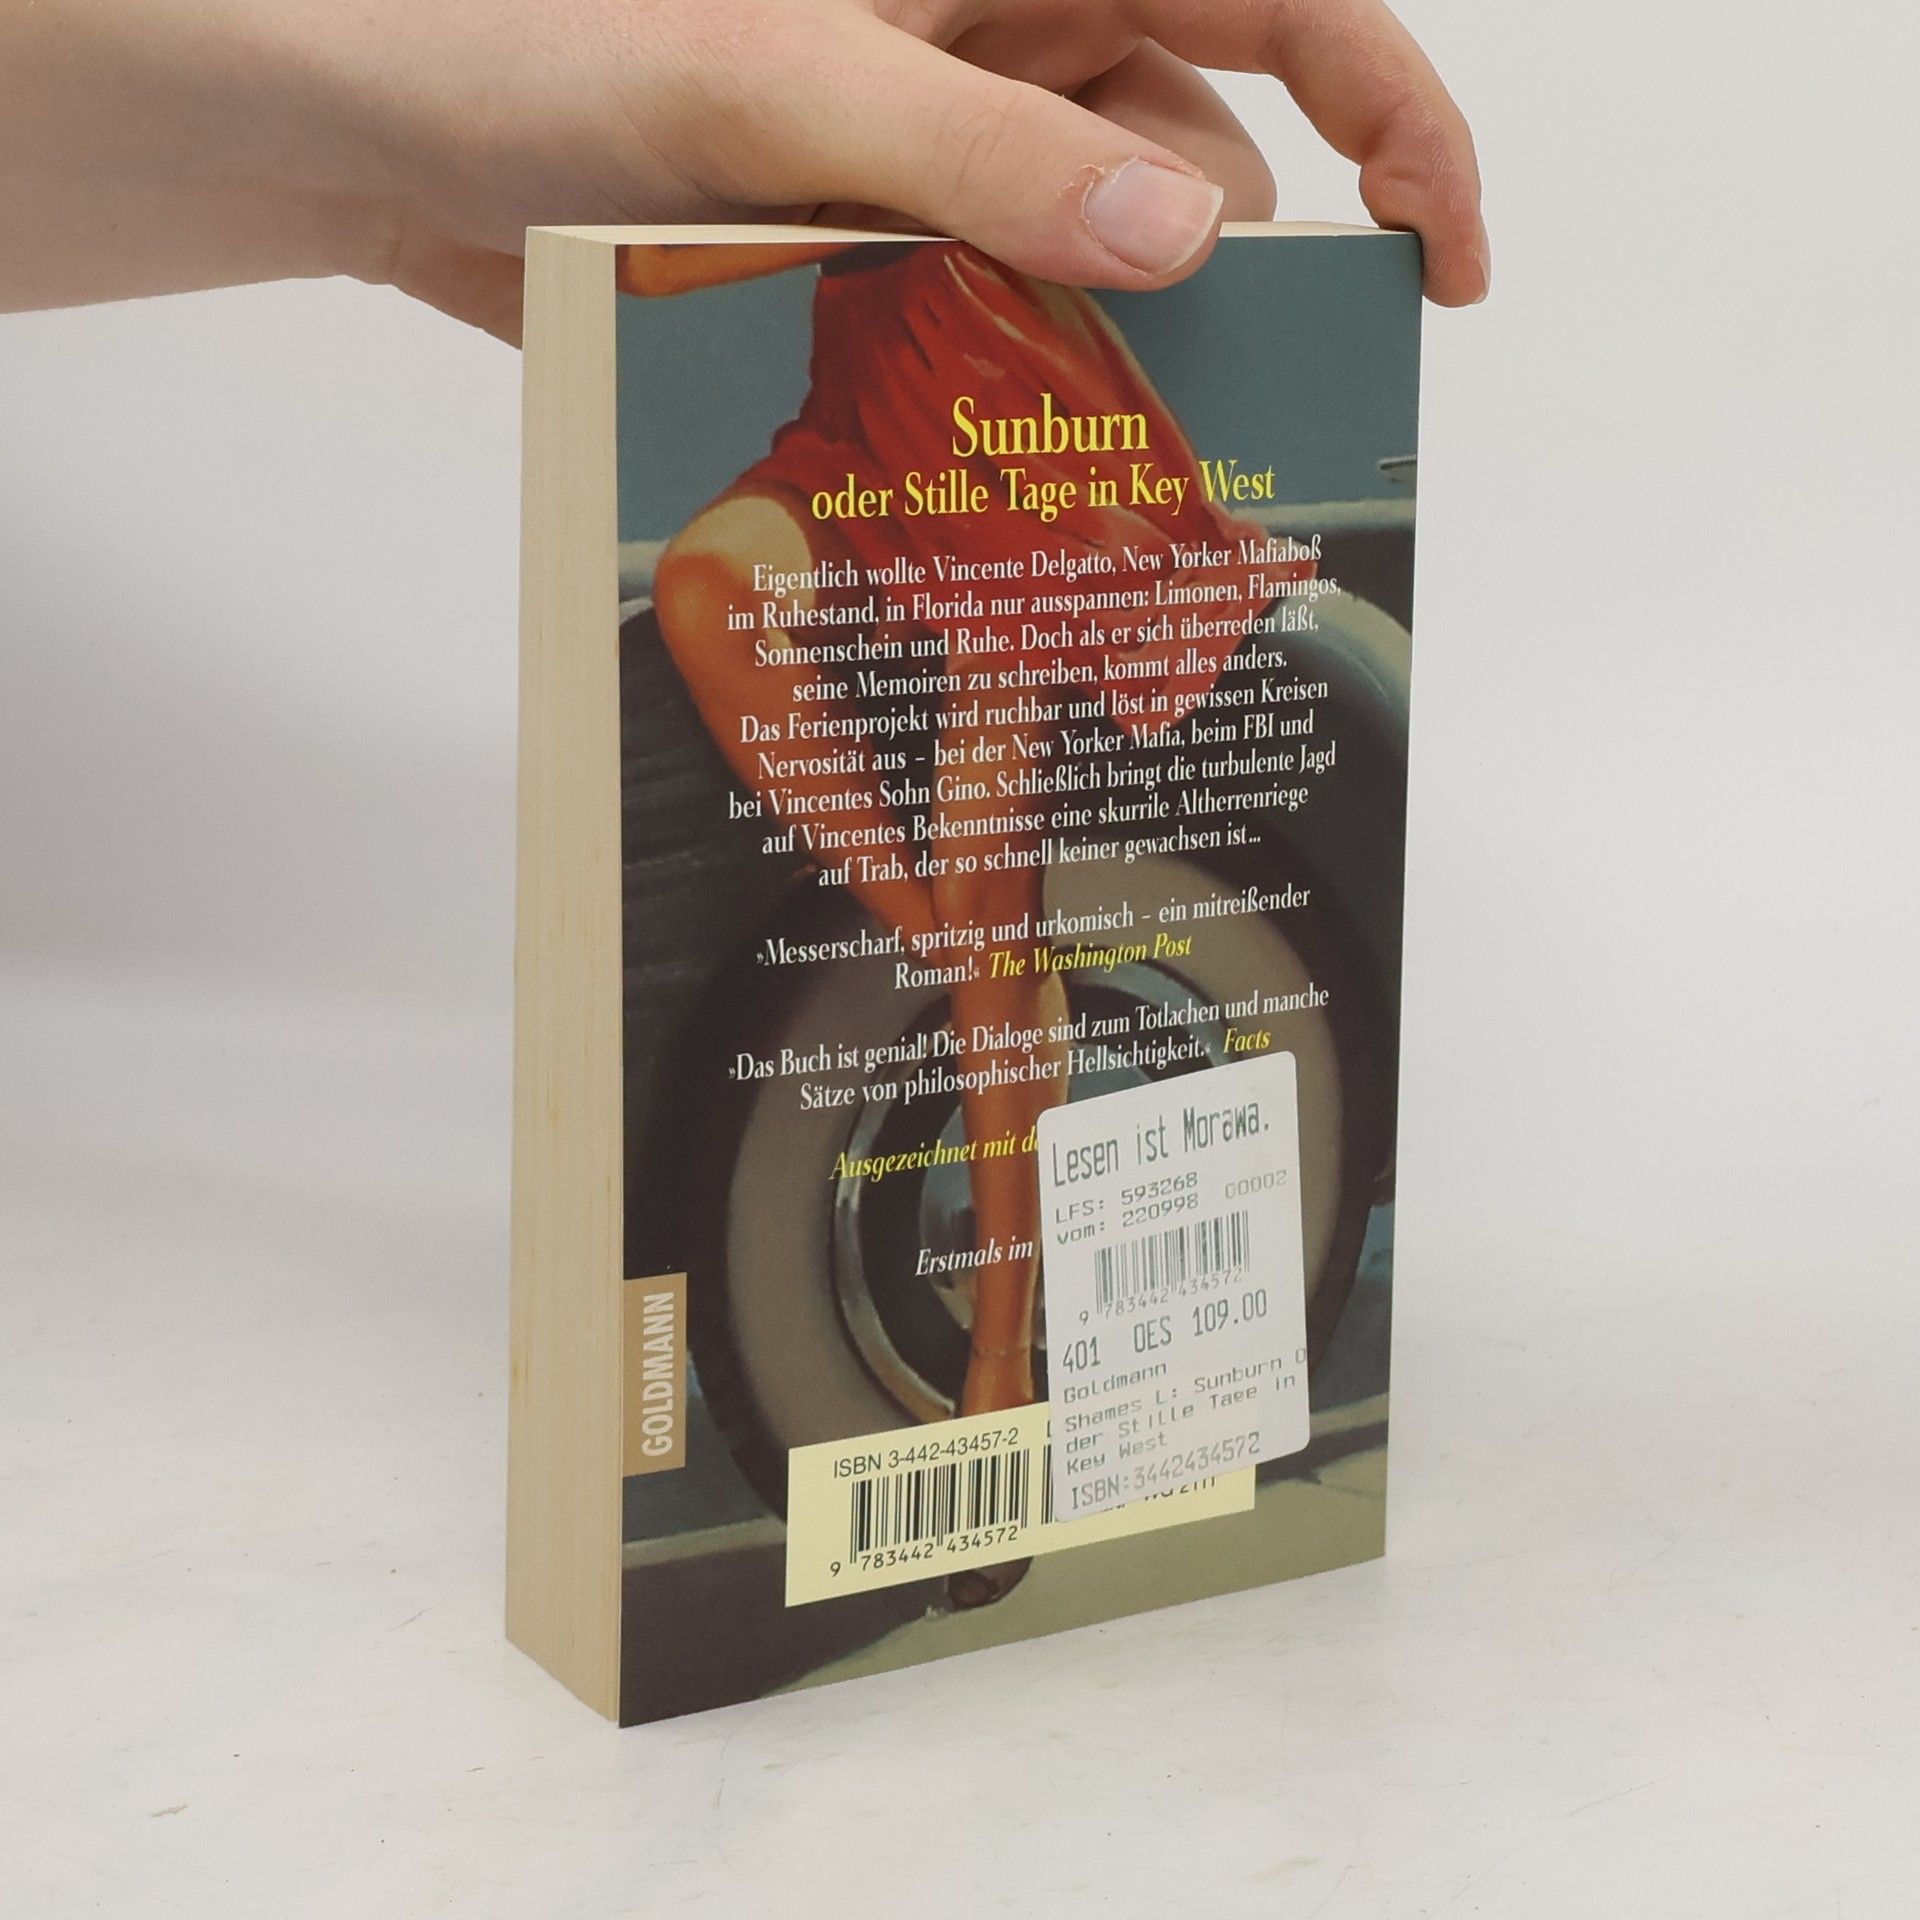 Sunburn
oder Stille Tage in Key West
Eigentlich wollte Vincente Delgatto, New Yorker Mafiaboß
im Ruhestand, in Florida nur ausspannen: Limonen, Flamingos,
Sonnenschein und Ruhe. Doch als er sich überreden läßt,
seine Memoiren zu schreiben, kommt alles anders.
Das Ferienprojekt wird ruchbar und löst in gewissen Kreisen
Nervosität aus – bei der New Yorker Mafia, beim FBI und
bei Vincentes Sohn Gino. Schließlich bringt die turbulente Jagd
auf Vincentes Bekenntnisse eine skurrile Altherrenriege
auf Trab, der so schnell keiner gewachsen ist...
»Messerscharf, spritzig und urkomisch – ein mitreißender
Roman!« The Washington Post
»Das Buch ist genial! Die Dialoge sind zum Totlachen und manche
Sätze von philosophischer Hellsichtigkeit.« Facts
Ausgezeichnet mit
Erstmals im
Lesen ist Morawa.
LFS: 593268
vom: 220998 00002
9 783442 434572
401 OES 109.00
Goldmann
Shames L: Sunburn O
der Stille Tage in
Key West
ISBN:3442434572
GOLDMANN
ISBN 3-442-43457-2
9 783442 434572